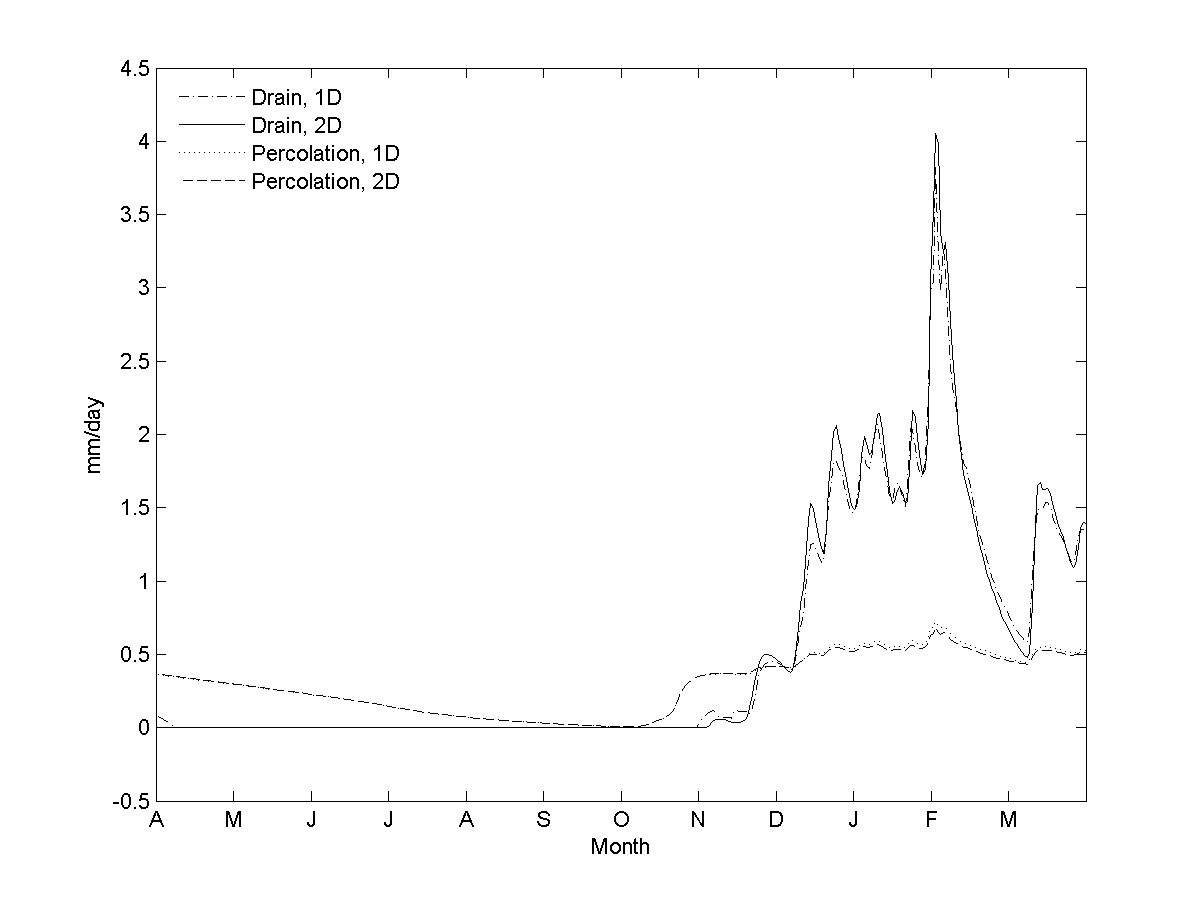 4.5
4
3.5
3
2.5
2
1.5
1
0.5
0
-0.5
mm/day
Drain, 1D
Drain, 2D
Percolation, 1D
Percolation, 2D
A M J J A S O N D J F M
Month